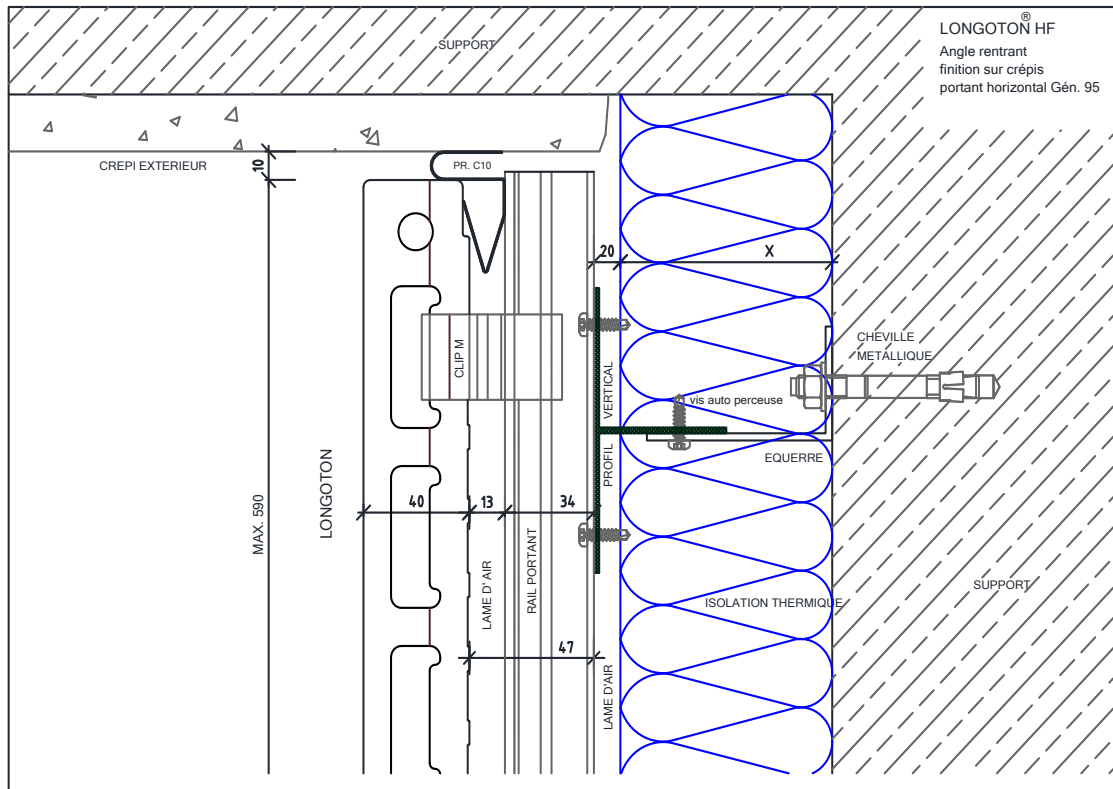 SUPPORT
®
LONGOTON HF
Angle rentrant
finition sur crépis
portant horizontal Gén. 95
CREPI EXTERIEUR
10
PR. C10
20
X
CLIP M
VERTICAL
CHEVILLE
METALLIQUE
vis auto perceuse
PROFIL
EQUERRE
MAX. 590
LONGOTON
40
13
34
LAME D' AIR
RAIL PORTANT
ISOLATION THERMIQUE
SUPPORT
47
LAME D'AIR